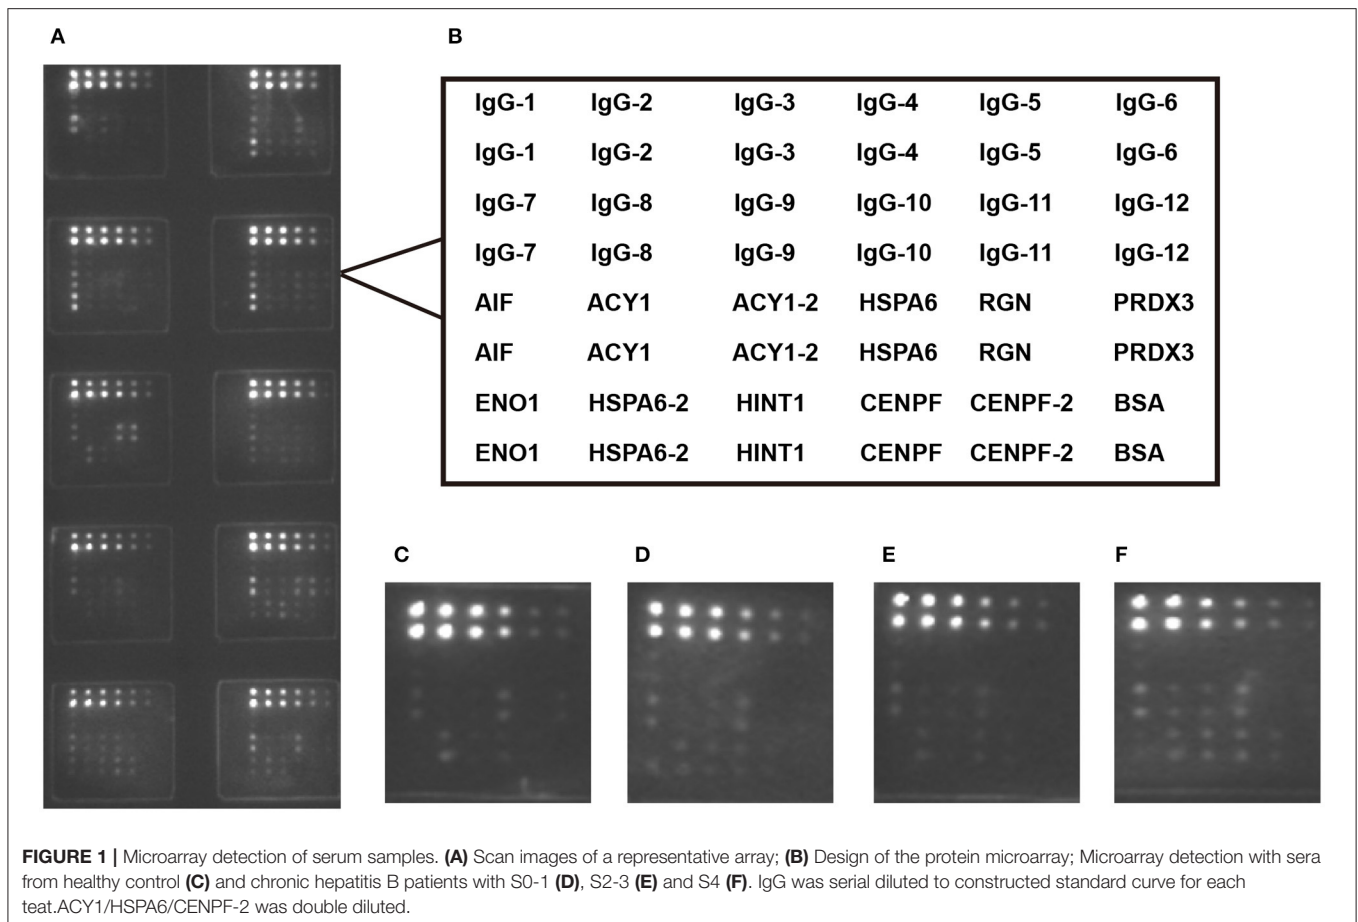 A
B
IgG-1 IgG-2 IgG-3 IgG-4 IgG-5 IgG-6
IgG-1 IgG-2 IgG-3 IgG-4 IgG-5 IgG-6
IgG-7 IgG-8 IgG-9 IgG-10 IgG-11 IgG-12
IgG-7 IgG-8 IgG-9 IgG-10 IgG-11 IgG-12
AIF ACY1 ACY1-2 HSPA6 RGN PRDX3
AIF ACY1 ACY1-2 HSPA6 RGN PRDX3
ENO1 HSPA6-2 HINT1 CENPF CENPF-2 BSA
ENO1 HSPA6-2 HINT1 CENPF CENPF-2 BSA
C
D
E
F
FIGURE 1 | Microarray detection of serum samples. (A) Scan images of a representative array; (B) Design of the protein microarray; Microarray detection with sera
from healthy control (C) and chronic hepatitis B patients with S0-1 (D), S2-3 (E) and S4 (F). IgG was serial diluted to constructed standard curve for each
teat.ACY1/HSPA6/CENPF-2 was double diluted.